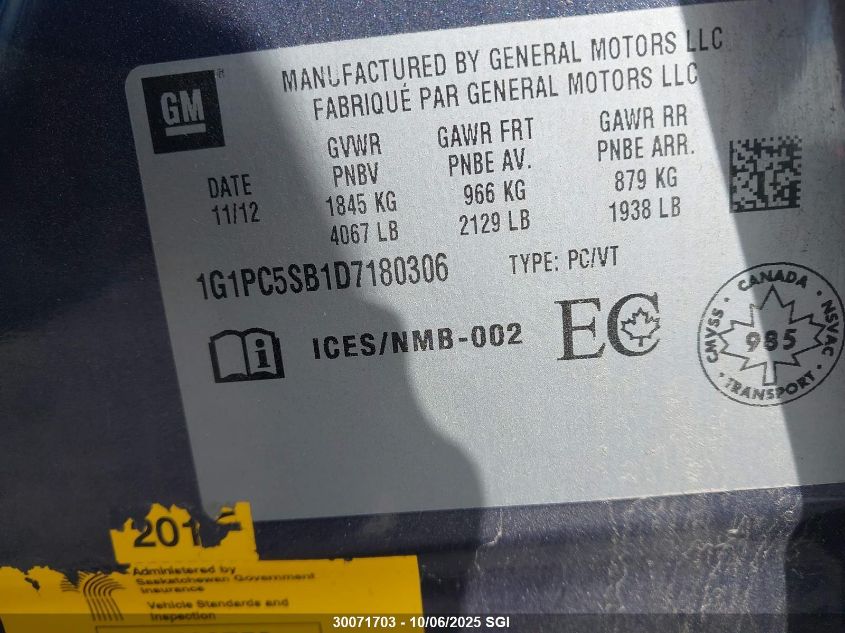 GM
MANUFACTURED BY GENERAL MOTORS LLC
FABRIQUÉ PAR GENERAL MOTORS LLC
DATE
11/12
GVWR
PNBV
1845 KG
4067 LB
GAWR FRT
PNBE AV.
966 KG
2129 LB
GAWR RR
PNBE ARR.
879 KG
1938 LB
1G1PC5SB1D7180306
TYPE: PC/VT
ICES/NMB-002
EC
CANADA
CMVSS
985
NSVAC
TRANSPORT
201
Administered by
Saskatchewan Government
Insurance
Vehicle Standards and
Inspection
30071703 - 10/06/2025 SGI